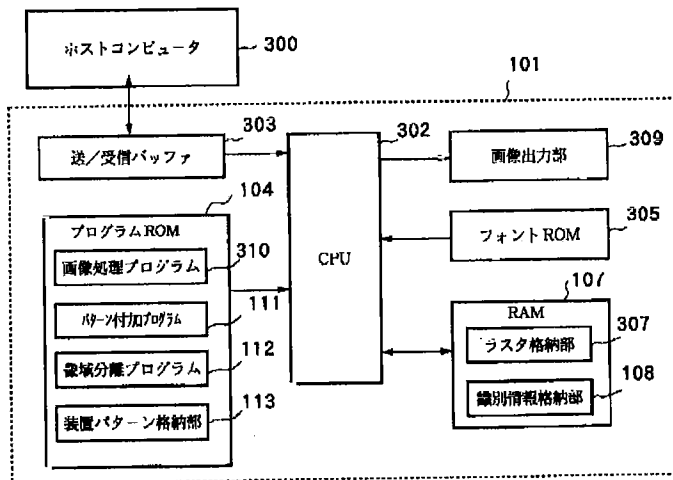 ホストコンピュータ
300
101
送/受信バッファ
303
302
CPU
画像出力部
309
104
プログラムROM
画像処理プログラム
310
パターン付加プログラム
111
像域分離プログラム
112
装置パターン格納部
113
フォントROM
305
107
RAM
ラスタ格納部
307
識別情報格納部
108